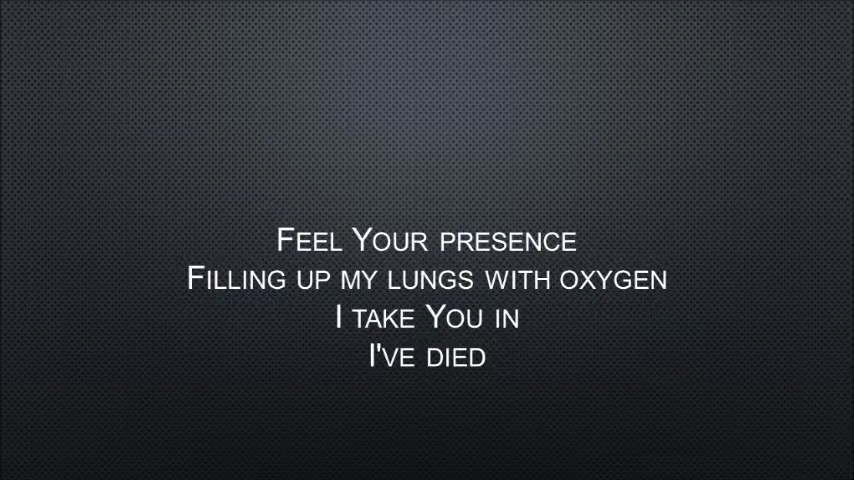 Feel Your presence
Filling up my lungs with oxygen
I take You in
I've died